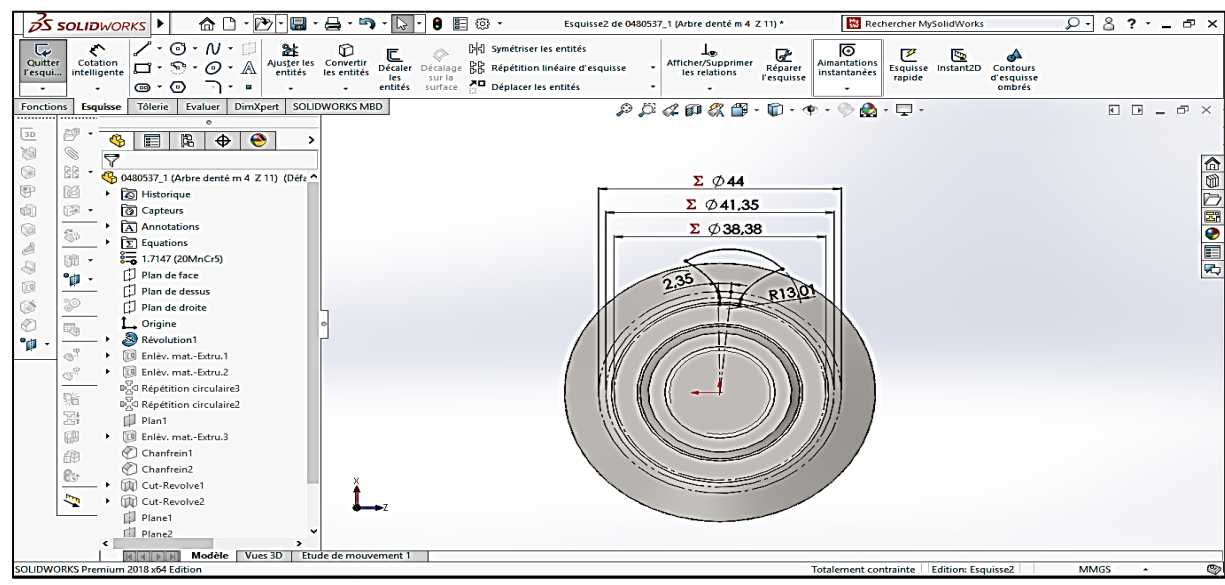 SOLIDWORKS Esquisse2 de 0480537_1 (Arbre denté m 4 Z 11) * Rechercher MySolidWorks
Quitter l'esqui...
Cotation intelligente
Ajuster les entités
Convertir les entités
Décaler les entités
Décalage sur la surface
Symétriser les entités
Répétition linéaire d'esquisse
Déplacer les entités
Afficher/Supprimer les relations
Réparer l'esquisse
Aimantations instantanées
Esquisse rapide
Instant2D
Contours d'esquisse ombrés
Fonctions Esquisse Tôlerie Evaluer DimXpert SOLIDWORKS MBD
0480537_1 (Arbre denté m 4 Z 11) (Défa
Historique
Capteurs
Annotations
Equations
1.7147 (20MnCr5)
Plan de face
Plan de dessus
Plan de droite
Origine
Révolution1
Enlèv. mat.-Extru.1
Enlèv. mat.-Extru.2
Répétition circulaire3
Répétition circulaire2
Plan1
Enlèv. mat.-Extru.3
Chanfrein1
Chanfrein2
Cut-Revolve1
Cut-Revolve2
Plane1
Plane2
Σ ∅44
Σ ∅41,35
Σ ∅38,38
2,35
R13,01
X
Z
Modèle Vues 3D Etude de mouvement 1
SOLIDWORKS Premium 2018 x64 Edition Totalement contrainte Edition: Esquisse2 MMGS